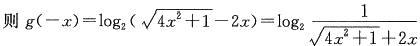 则 g(-x)=log₂(√(4x²+1)-2x)=log₂ 1/(√(4x²+1)+2x)